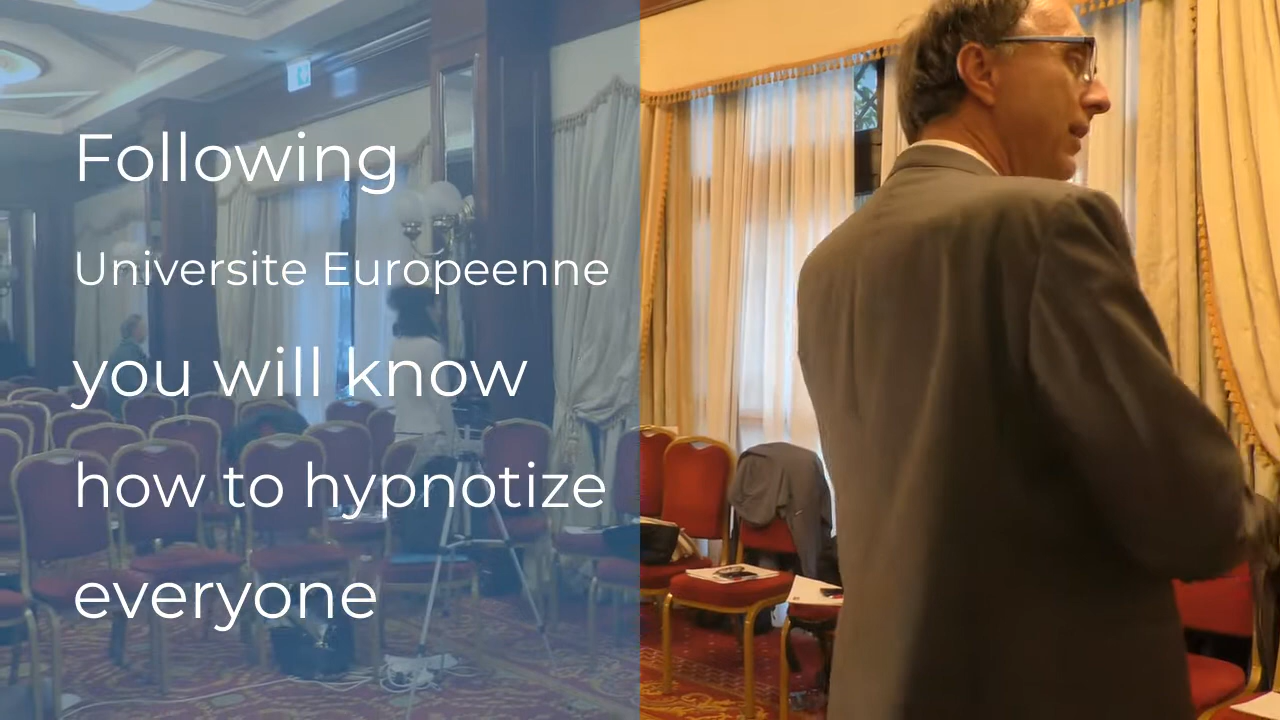 Following
Universite Europeenne
you will know
how to hypnotize
everyone